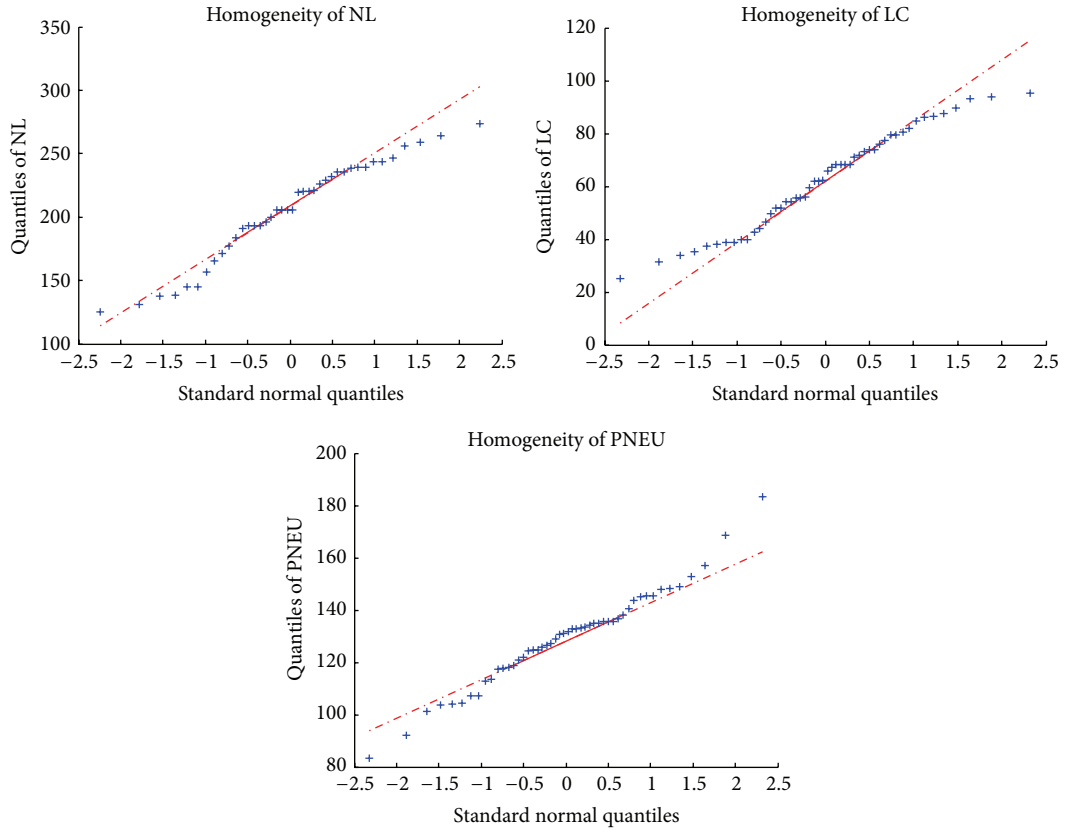 Homogeneity of NL
350
300
250
200
150
100
Quantiles of NL
−2.5 −2 −1.5 −1 −0.5 0 0.5 1 1.5 2 2.5
Standard normal quantiles
Homogeneity of LC
120
100
80
60
40
20
0
Quantiles of LC
−2.5 −2 −1.5 −1 −0.5 0 0.5 1 1.5 2 2.5
Standard normal quantiles
Homogeneity of PNEU
200
180
160
140
120
100
80
Quantiles of PNEU
−2.5 −2 −1.5 −1 −0.5 0 0.5 1 1.5 2 2.5
Standard normal quantiles